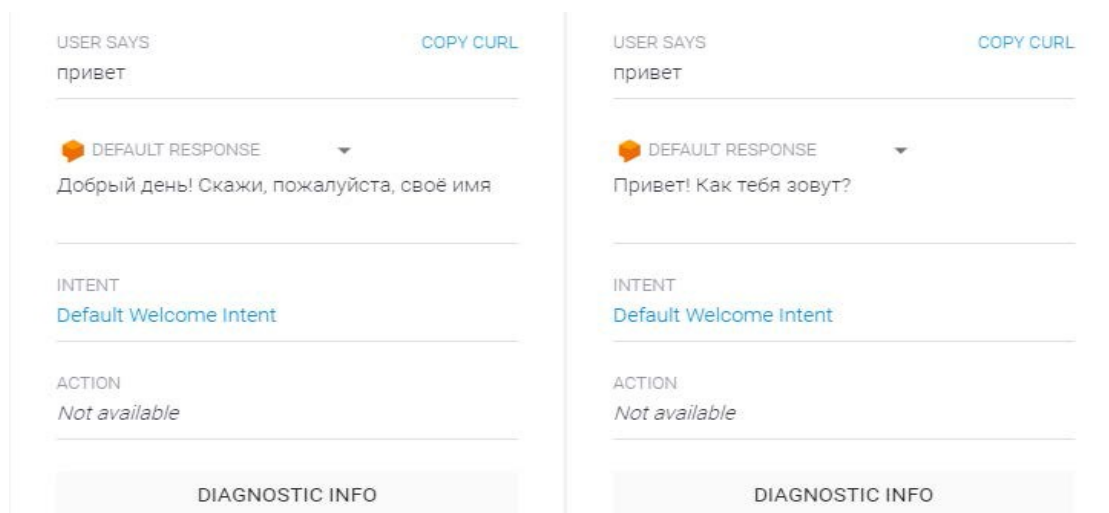 USER SAYS COPY CURL
привет
DEFAULT RESPONSE
Добрый день! Скажи, пожалуйста, своё имя
INTENT
Default Welcome Intent
ACTION
Not available
DIAGNOSTIC INFO
USER SAYS COPY CURL
привет
DEFAULT RESPONSE
Привет! Как тебя зовут?
INTENT
Default Welcome Intent
ACTION
Not available
DIAGNOSTIC INFO